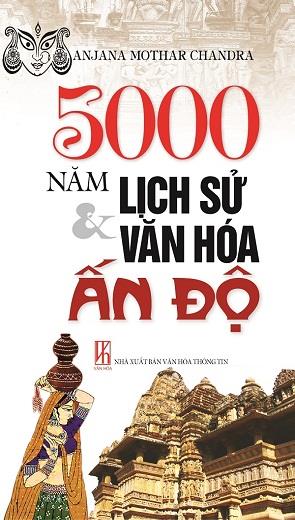 ANJANA MOTHAR CHANDRA
5000
NĂM LỊCH SỬ
& VĂN HÓA
ẤN ĐỘ
VĂN HÓA
NHÀ XUẤT BẢN VĂN HÓA THÔNG TIN